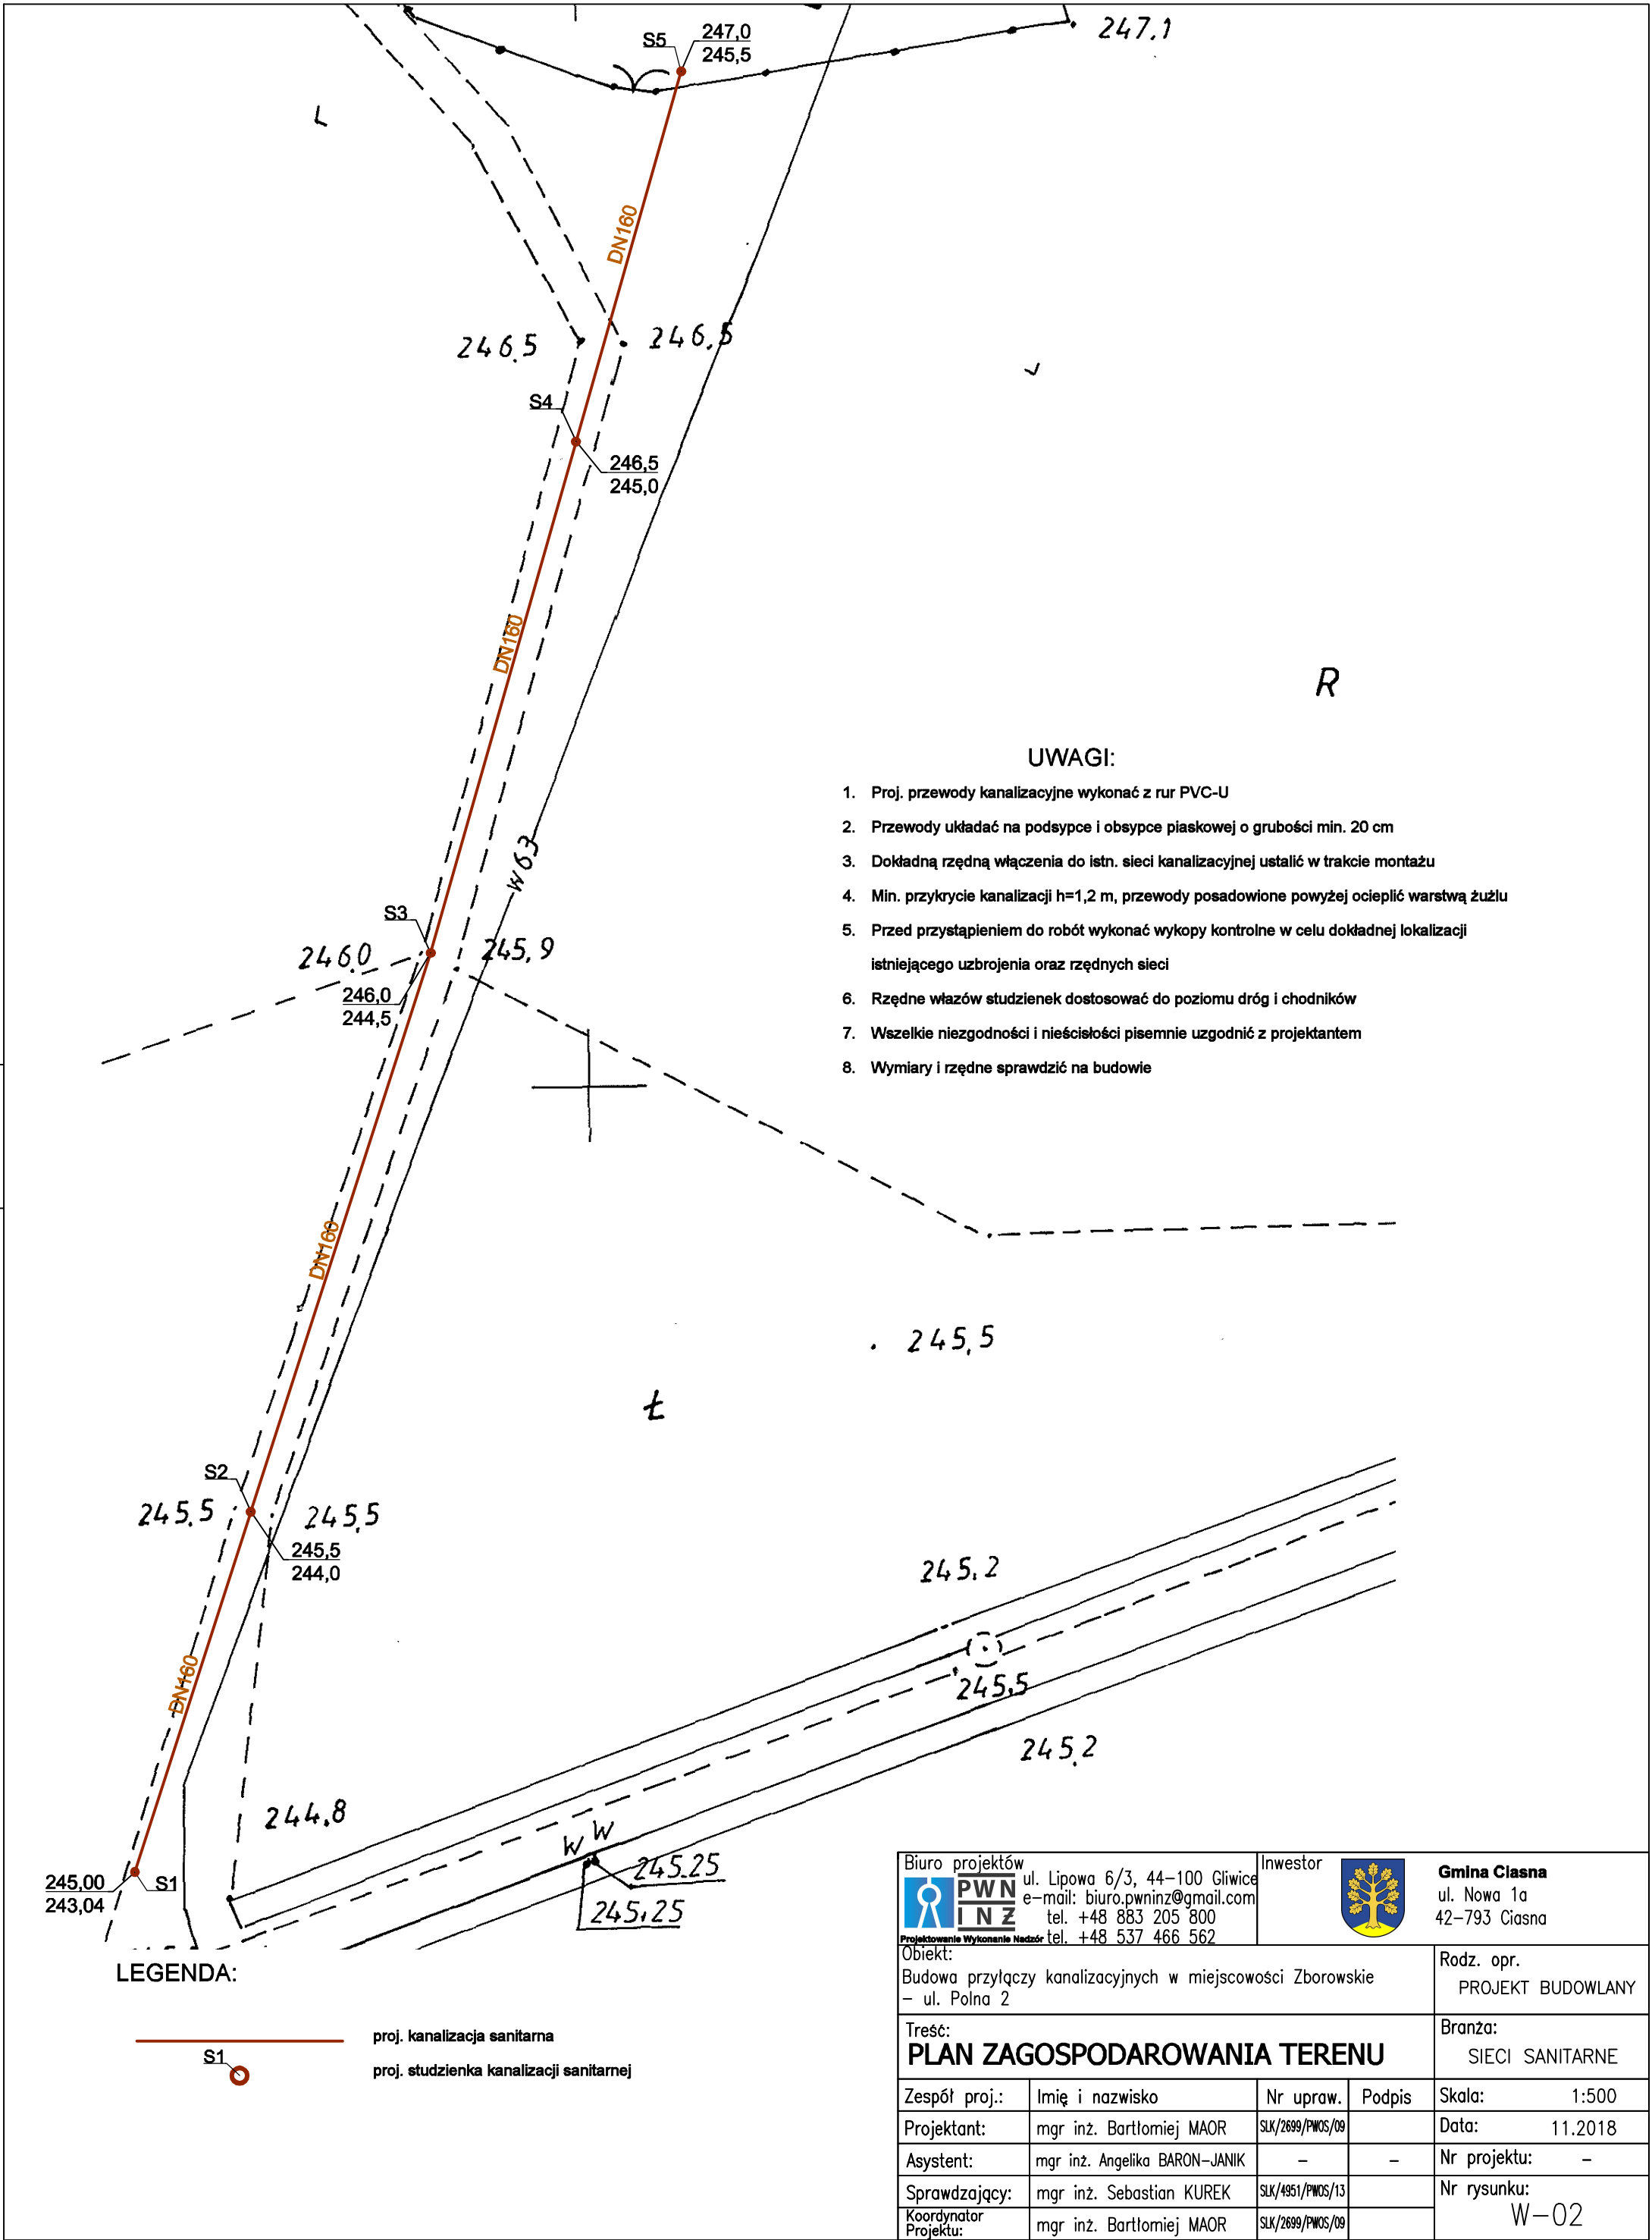 247,0
S5
245,5
247.1
L
DN160
246.5
246,5
S4
246,5
245,0
DN160
R
UWAGI:
1. Proj. przewody kanalizacyjne wykonać z rur PVC-U
2. Przewody układać na podsypce i obsypce piaskowej o grubości min. 20 cm
3. Dokładną rzędną włączenia do istn. sieci kanalizacyjnej ustalić w trakcie montażu
4. Min. przykrycie kanalizacji h=1,2 m, przewody posadowione powyżej ocieplić warstwą żużlu
5. Przed przystąpieniem do robót wykonać wykopy kontrolne w celu dokładnej lokalizacji
istniejącego uzbrojenia oraz rzędnych sieci
6. Rzędne włazów studzienek dostosować do poziomu dróg i chodników
7. Wszelkie niezgodności i nieścisłości pisemnie uzgodnić z projektantem
8. Wymiary i rzędne sprawdzić na budowie
w63
S3
246.0
245,9
246,0
244,5
DN160
245,5
Ł
S2
245.5
245,5
245,5
244,0
245.2
245,5
245,2
DN160
244.8
W W
245.25
245,25
245,00
243,04
S1
LEGENDA:
proj. kanalizacja sanitarna
S1
proj. studzienka kanalizacji sanitarnej
Biuro projektów
PWN
INŻ
Projektowanie Wykonanie Nadzór
ul. Lipowa 6/3, 44-100 Gliwice
e-mail: biuro.pwninz@gmail.com
tel. +48 883 205 800
tel. +48 537 466 562
Inwestor
Gmina Ciasna
ul. Nowa 1a
42-793 Ciasna
Obiekt:
Budowa przyłączy kanalizacyjnych w miejscowości Zborowskie
- ul. Polna 2
Rodz. opr.
PROJEKT BUDOWLANY
Treść:
PLAN ZAGOSPODAROWANIA TERENU
Branża:
SIECI SANITARNE
Zespół proj.: Imię i nazwisko Nr upraw. Podpis Skala: 1:500
Projektant: mgr inż. Bartłomiej MAOR SLK/2699/PWOS/09 Data: 11.2018
Asystent: mgr inż. Angelika BARON-JANIK - - Nr projektu: -
Sprawdzający: mgr inż. Sebastian KUREK SLK/4951/PWOS/13 Nr rysunku:
Koordynator
Projektu: mgr inż. Bartłomiej MAOR SLK/2699/PWOS/09 W-02